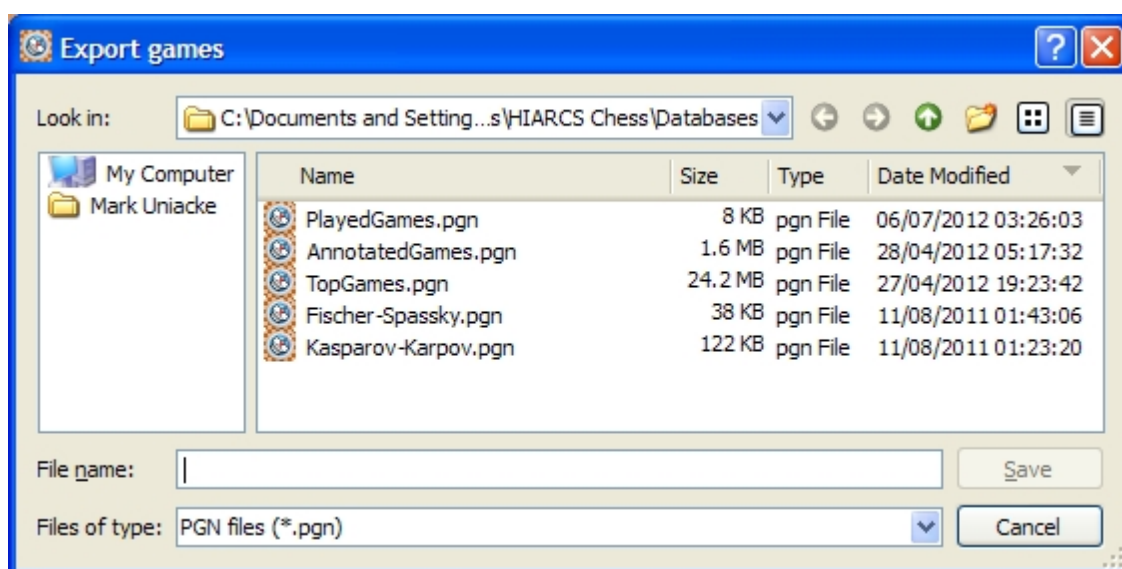 Export games
Look in: C:\Documents and Setting...s\HIARCS Chess\Databases
My Computer
Mark Uniacke
Name Size Type Date Modified
PlayedGames.pgn 8 KB pgn File 06/07/2012 03:26:03
AnnotatedGames.pgn 1.6 MB pgn File 28/04/2012 05:17:32
TopGames.pgn 24.2 MB pgn File 27/04/2012 19:23:42
Fischer-Spassky.pgn 38 KB pgn File 11/08/2011 01:43:06
Kasparov-Karpov.pgn 122 KB pgn File 11/08/2011 01:23:20
File name: Save
Files of type: PGN files (*.pgn) Cancel